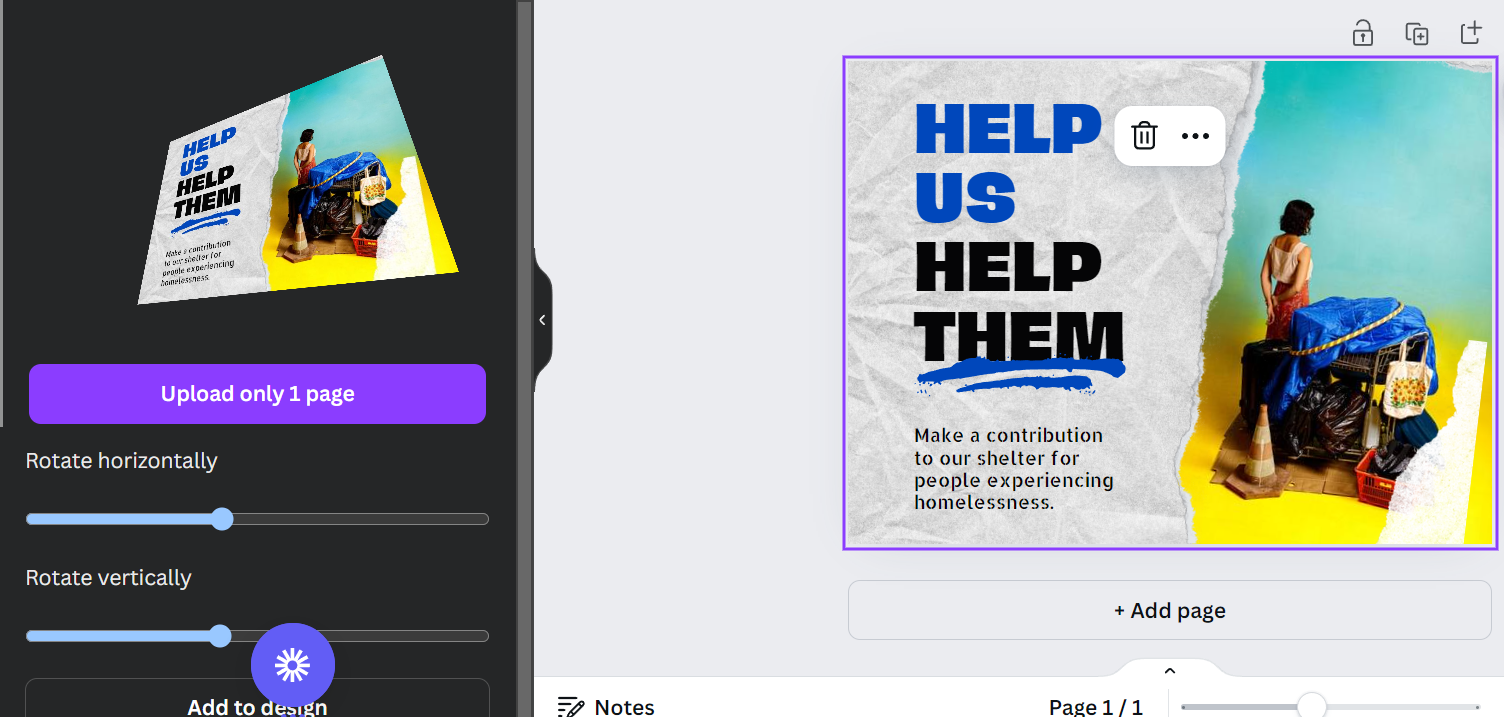 HELP
US
HELP
THEM
Make a contribution
to our shelter for
people experiencing
homelessness.
Upload only 1 page
Rotate horizontally
Rotate vertically
Add to design
HELP
US
HELP
THEM
Make a contribution
to our shelter for
people experiencing
homelessness.
+ Add page
Notes
Page 1 / 1